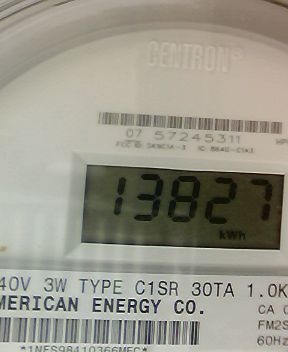 CENTRON®
07 57245311
13827
kWh
40V 3W TYPE C1SR 30TA 1.0K
MERICAN ENERGY CO.
CA
FM2S
60Hz